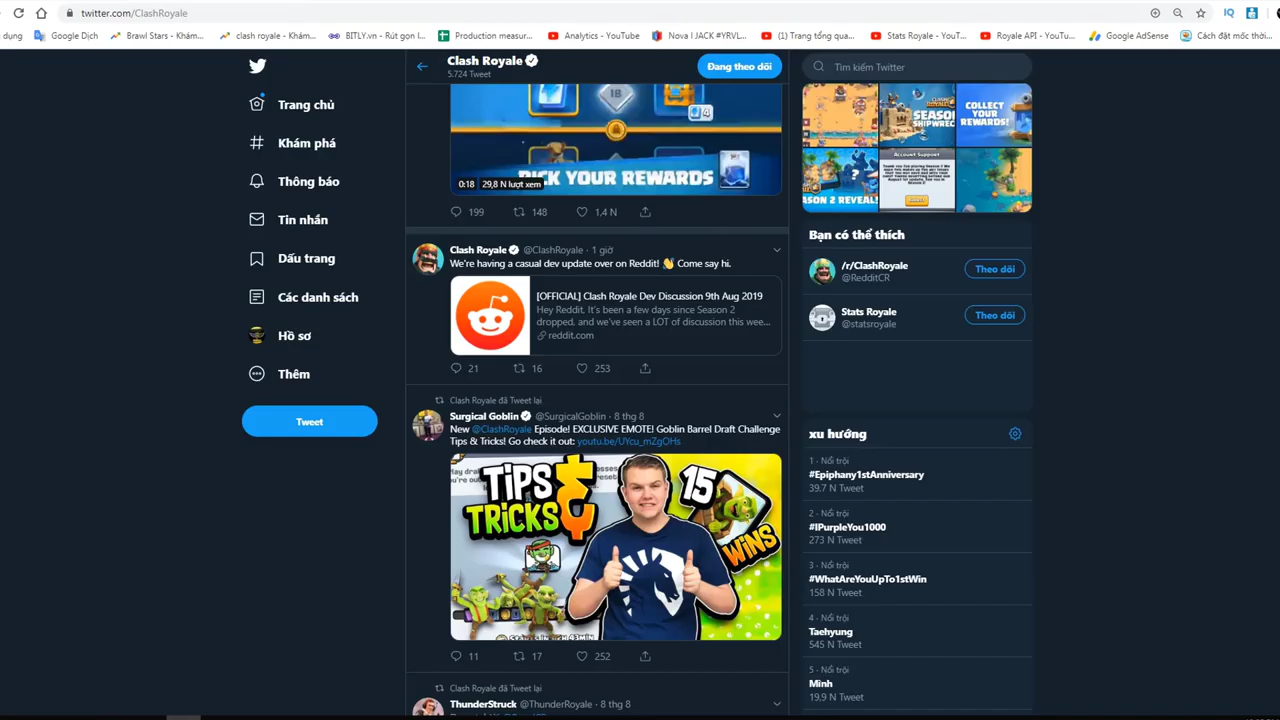 twitter.com/ClashRoyale
dụng
Google Dịch
Brawl Stars - Khám...
clash royale - Khám...
BITLY.vn - Rút gọn l...
Production measur...
Analytics - YouTube
Nova l JACK #YRVL...
(1) Trang tổng qua...
Stats Royale - YouT...
Royale API - YouTu...
Google AdSense
Cách đặt mốc thời...
Trang chủ
Khám phá
Thông báo
Tin nhắn
Dấu trang
Các danh sách
Hồ sơ
Thêm
Tweet
Clash Royale
5.724 Tweet
Đang theo dõi
18
4
PICK YOUR REWARDS
0:18
29,8 N lượt xem
199
148
1,4 N
Clash Royale @ClashRoyale · 1 giờ
We're having a casual dev update over on Reddit! 👋 Come say hi.
[OFFICIAL] Clash Royale Dev Discussion 9th Aug 2019
Hey Reddit. It's been a few days since Season 2
dropped, and we've seen a LOT of discussion this wee...
reddit.com
21
16
253
Clash Royale đã Tweet lại
Surgical Goblin @SurgicalGoblin · 8 thg 8
New @ClashRoyale Episode! EXCLUSIVE EMOTE! Goblin Barrel Draft Challenge
Tips & Tricks! Go check it out: youtu.be/UYcu_mZgOHs
TIPS &
TRICKS
15
WINS
11
17
252
Clash Royale đã Tweet lại
ThunderStruck @ThunderRoyale · 8 thg 8
Tìm kiếm Twitter
SEASON
SHIPWREC
COLLECT
YOUR
REWARDS!
SEASON 2 REVEAL!
Account Support
Bạn có thể thích
/r/ClashRoyale
@RedditCR
Theo dõi
Stats Royale
@statsroyale
Theo dõi
xu hướng
1 - Nổi trội
#Epiphany1stAnniversary
39.7 N Tweet
2 - Nổi trội
#IPurpleYou1000
273 N Tweet
3 - Nổi trội
#WhatAreYouUpTo1stWin
158 N Tweet
4 - Nổi trội
Taehyung
545 N Tweet
5 - Nổi trội
Minh
19,9 N Tweet